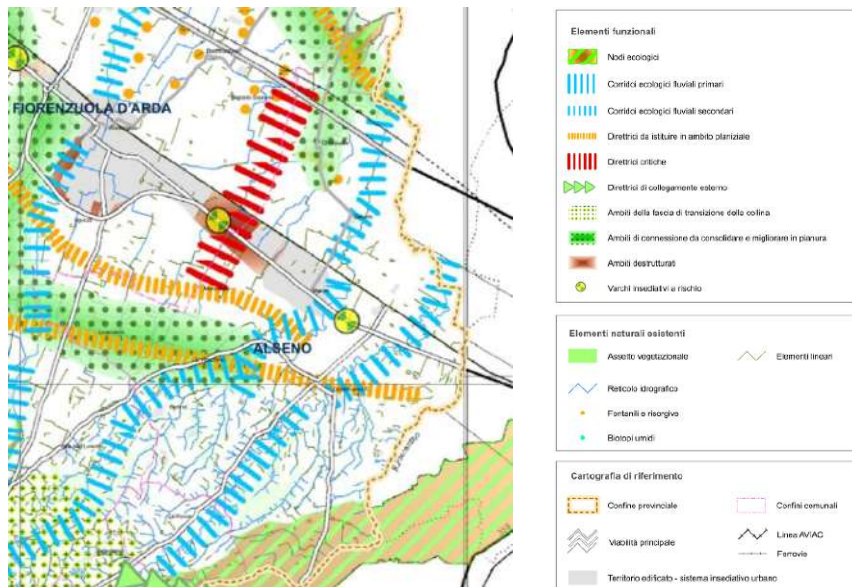 FIORENZUOLA D'ARDA
ALSENO
Elementi funzionali
Nodi ecologici
Corridoi ecologici fluviali primari
Corridoi ecologici fluviali secondari
Direttrici da istituire in ambito planiziale
Direttrici critiche
Direttrici di collegamento esterno
Ambiti della fascia di transizione della collina
Ambiti di connessione da consolidare e migliorare in pianura
Ambiti destrutturati
Varchi insediativi a rischio
Elementi naturali esistenti
Assetto vegetazionale
Elementi lineari
Reticolo idrografico
Fontanili e risorgive
Biotopi umidi
Cartografia di riferimento
Confine provinciale
Confini comunali
Viabilità principale
Linea AV/AC
Ferrovie
Territorio edificato - sistema insediativo urbano